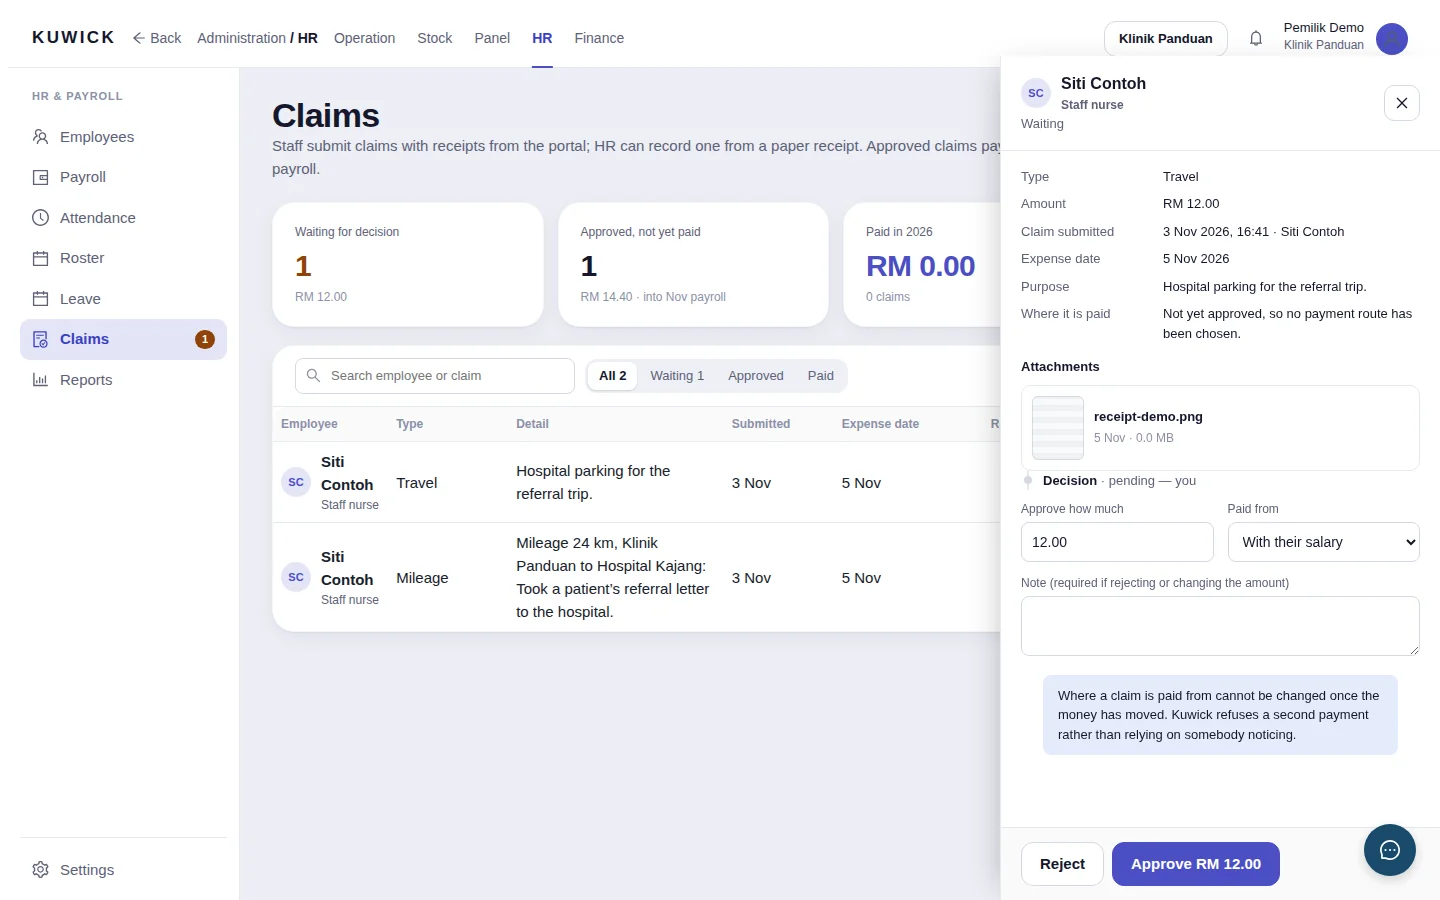 KUWICK
Back
Administration / HR
Operation
Stock
Panel
HR
Finance
Klinik Panduan
Pemilik Demo
Klinik Panduan
HR & PAYROLL
Employees
Payroll
Attendance
Roster
Leave
Claims
1
Reports
Settings
Claims
Staff submit claims with receipts from the portal; HR can record one from a paper receipt. Approved claims pay
payroll.
Waiting for decision
1
RM 12.00
Approved, not yet paid
1
RM 14.40 · into Nov payroll
Paid in 2026
RM 0.00
0 claims
Search employee or claim
All 2
Waiting 1
Approved
Paid
Employee
Type
Detail
Submitted
Expense date
R
SC
Siti
Contoh
Staff nurse
Travel
Hospital parking for the
referral trip.
3 Nov
5 Nov
SC
Siti
Contoh
Staff nurse
Mileage
Mileage 24 km, Klinik
Panduan to Hospital Kajang:
Took a patient’s referral letter
to the hospital.
3 Nov
5 Nov
SC
Siti Contoh
Staff nurse
Waiting
Type
Travel
Amount
RM 12.00
Claim submitted
3 Nov 2026, 16:41 · Siti Contoh
Expense date
5 Nov 2026
Purpose
Hospital parking for the referral trip.
Where it is paid
Not yet approved, so no payment route has
been chosen.
Attachments
receipt-demo.png
5 Nov · 0.0 MB
Decision · pending — you
Approve how much
12.00
Paid from
With their salary
Note (required if rejecting or changing the amount)
Where a claim is paid from cannot be changed once the
money has moved. Kuwick refuses a second payment
rather than relying on somebody noticing.
Reject
Approve RM 12.00